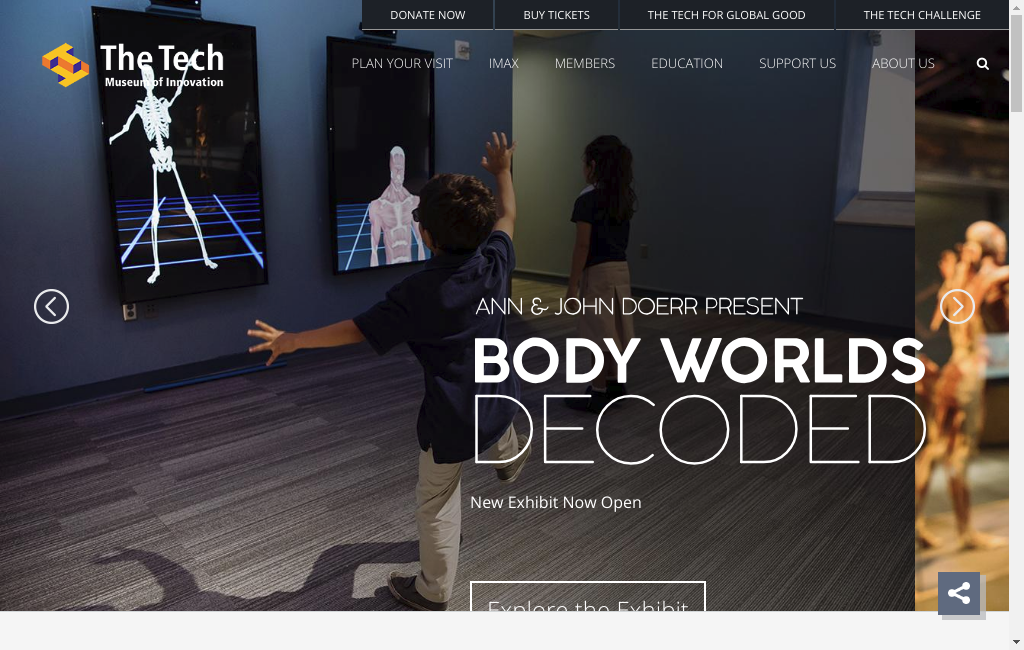 DONATE NOW
BUY TICKETS
THE TECH FOR GLOBAL GOOD
THE TECH CHALLENGE
The Tech
Museum of Innovation
PLAN YOUR VISIT
IMAX
MEMBERS
EDUCATION
SUPPORT US
ABOUT US
ANN & JOHN DOERR PRESENT
BODY WORLDS
DECODED
New Exhibit Now Open
Explore the Exhibit